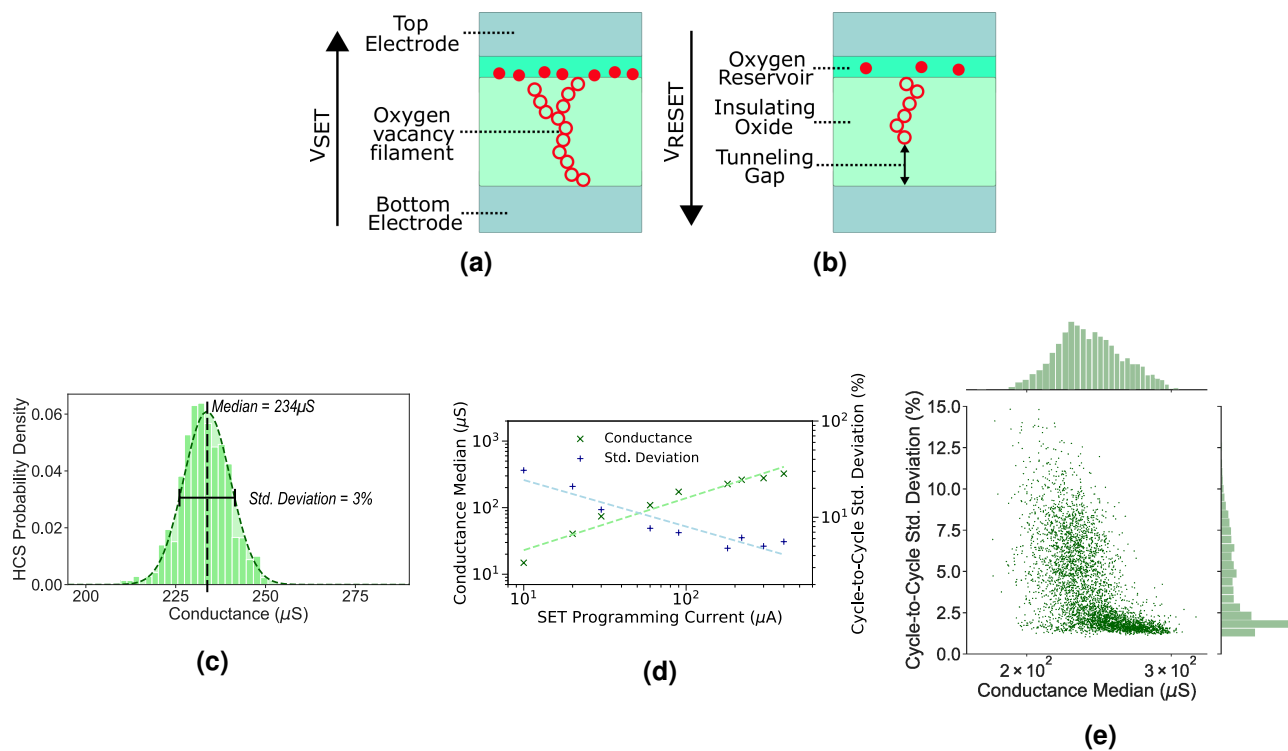 Top
Electrode
V_SET
Oxygen
vacancy
filament
Bottom
Electrode
(a)
V_RESET
Oxygen
Reservoir
Insulating
Oxide
Tunneling
Gap
(b)
HCS Probability Density
0.06
0.04
0.02
0.00
Median = 234µS
Std. Deviation = 3%
200
225
250
275
Conductance (µS)
(c)
Conductance Median (µS)
10³
10²
10¹
× Conductance
+ Std. Deviation
10²
10¹
Cycle-to-Cycle Std. Deviation (%)
10¹
10²
SET Programming Current (µA)
(d)
Cycle-to-Cycle Std. Deviation (%)
15.0
12.5
10.0
7.5
5.0
2.5
0.0
2 × 10²
3 × 10²
Conductance Median (µS)
(e)